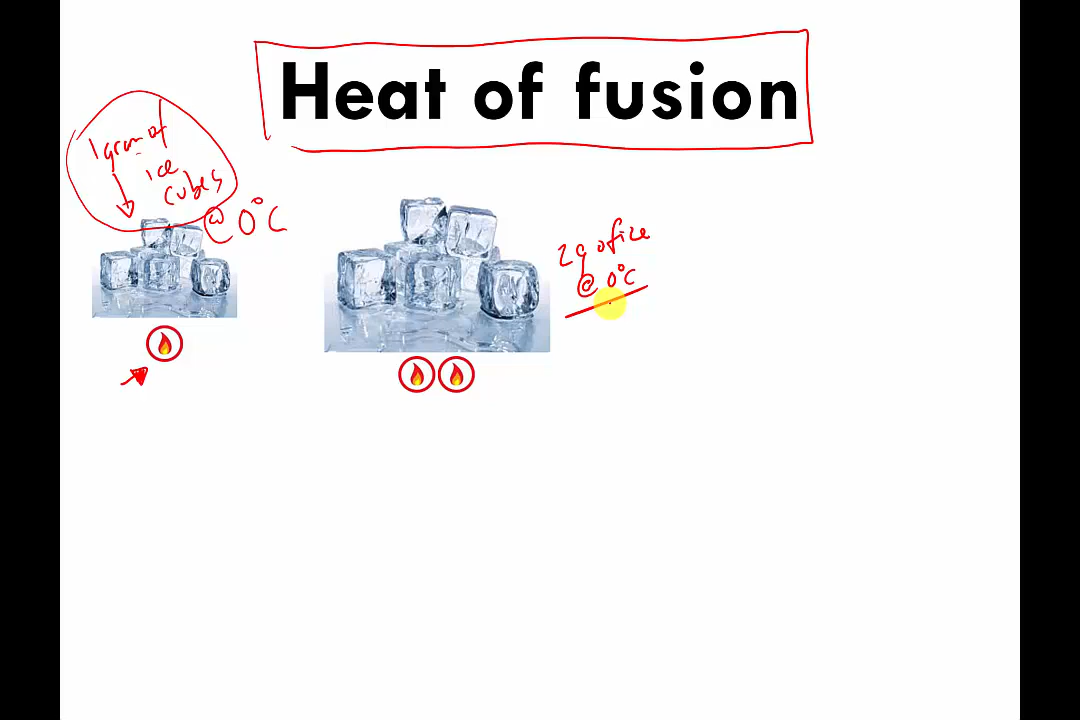 Heat of fusion
1 gram of
ice
cubes
@ 0°C
2g of ice
@ 0°C